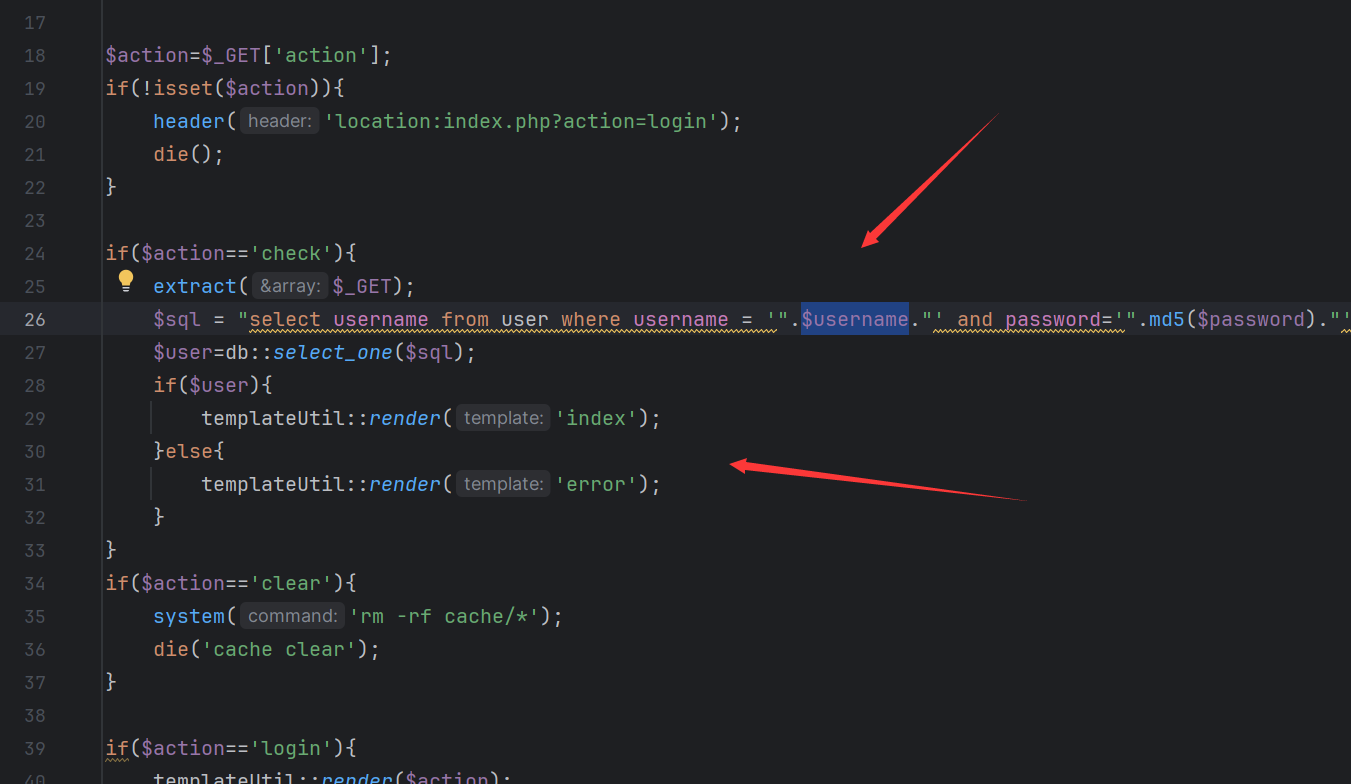 17
18 $action=$_GET['action'];
19 if(!isset($action)){
20 header( header: 'location:index.php?action=login');
21 die();
22 }
23
24 if($action=='check'){
25 extract( &array: $_GET);
26 $sql = "select username from user where username = '".$username."' and password='".md5($password)."'
27 $user=db::select_one($sql);
28 if($user){
29 templateUtil::render( template: 'index');
30 }else{
31 templateUtil::render( template: 'error');
32 }
33 }
34 if($action=='clear'){
35 system( command: 'rm -rf cache/*');
36 die('cache clear');
37 }
38
39 if($action=='login'){
40 templateUtil::render($action);